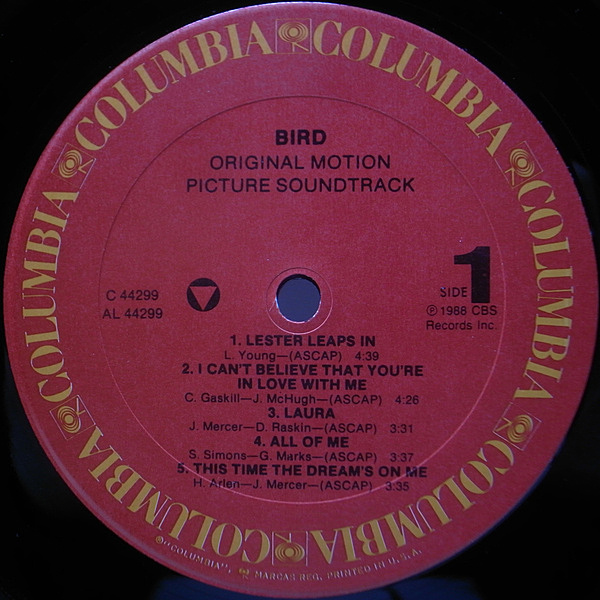 COLUMBIA COLUMBIA COLUMBIA COLUMBIA COLUMBIA COLUMBIA COLUMBIA
BIRD
ORIGINAL MOTION
PICTURE SOUNDTRACK
C 44299
AL 44299
SIDE 1
℗ 1988 CBS
Records Inc.
1. LESTER LEAPS IN
L. Young—(ASCAP) 4:39
2. I CAN'T BELIEVE THAT YOU'RE
IN LOVE WITH ME
C. Gaskill—J. McHugh—(ASCAP) 4:26
3. LAURA
J. Mercer—D. Raskin—(ASCAP) 3:31
4. ALL OF ME
S. Simons—G. Marks—(ASCAP) 3:37
5. THIS TIME THE DREAM'S ON ME
H. Arlen—J. Mercer—(ASCAP) 3:35
"COLUMBIA", MARCAS REG. PRINTED IN U.S.A.